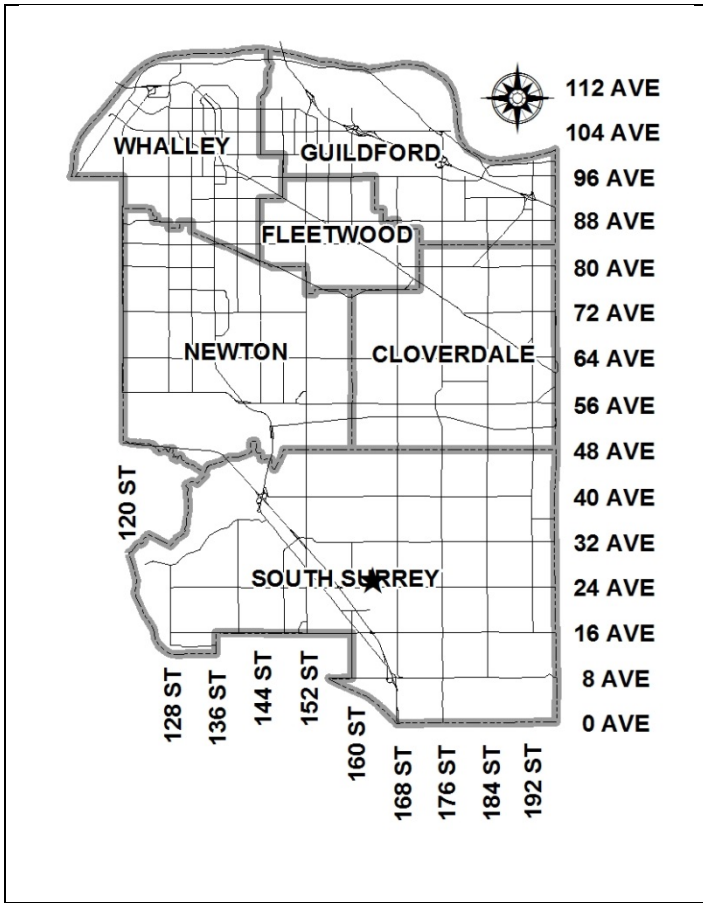 112 AVE
104 AVE
WHALLEY
GUILDFORD
96 AVE
88 AVE
FLEETWOOD
80 AVE
72 AVE
NEWTON
CLOVERDALE
64 AVE
56 AVE
48 AVE
120 ST
40 AVE
32 AVE
SOUTH SURREY
24 AVE
16 AVE
128 ST
136 ST
144 ST
152 ST
160 ST
8 AVE
0 AVE
168 ST
176 ST
184 ST
192 ST